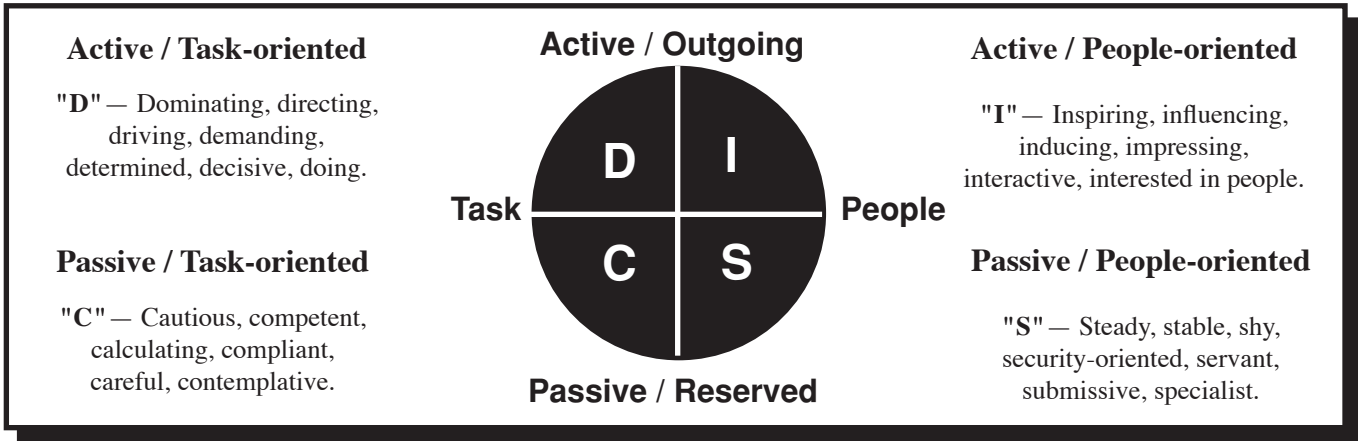 Active / Task-oriented
"D"— Dominating, directing,
driving, demanding,
determined, decisive, doing.
Passive / Task-oriented
"C"— Cautious, competent,
calculating, compliant,
careful, contemplative.
Active / Outgoing
D
I
Task
People
C
S
Passive / Reserved
Active / People-oriented
"I"— Inspiring, influencing,
inducing, impressing,
interactive, interested in people.
Passive / People-oriented
"S"— Steady, stable, shy,
security-oriented, servant,
submissive, specialist.